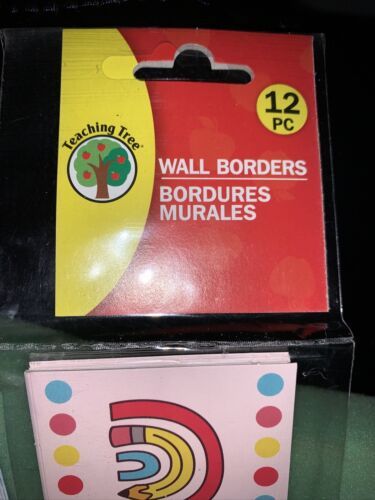 12
PC
Teaching Tree®
WALL BORDERS
BORDURES
MURALES